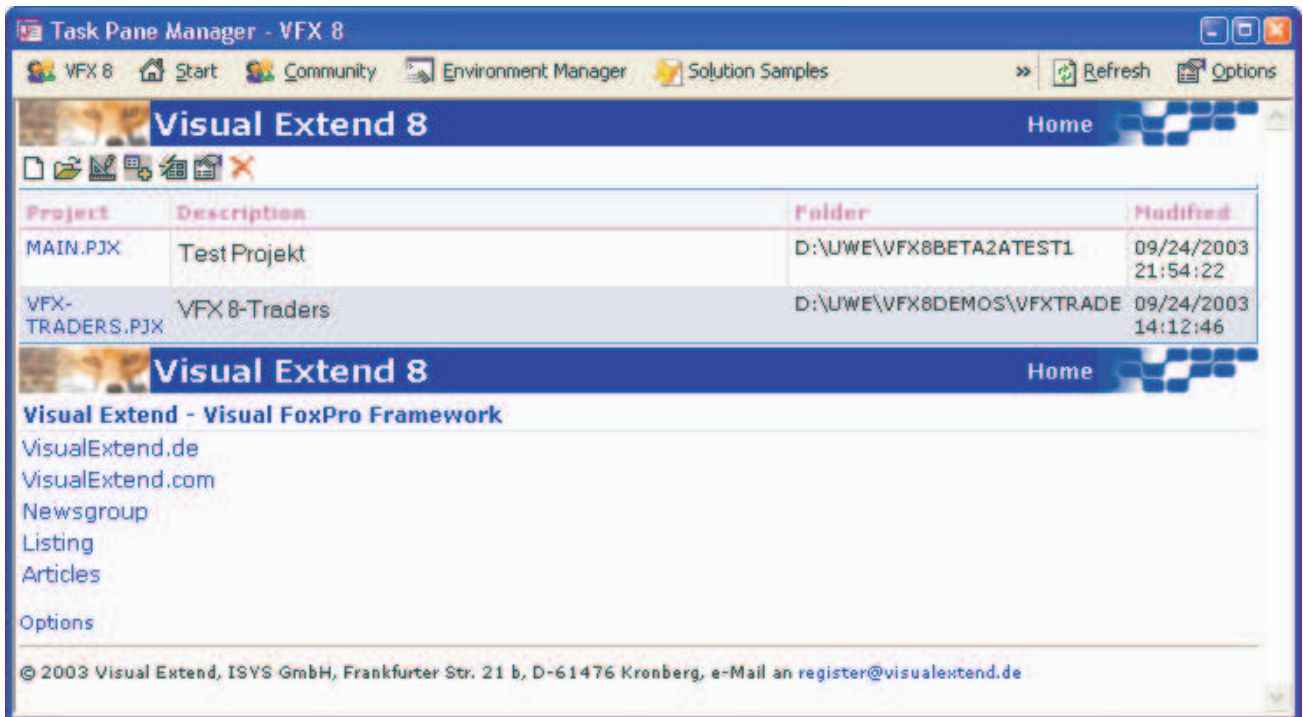 Task Pane Manager - VFX 8
VFX 8 Start Community Environment Manager Solution Samples » Refresh Options
Visual Extend 8 Home
Project Description Folder Modified
MAIN.PJX Test Projekt D:\UWE\VFX8BETA2ATEST1 09/24/2003
21:54:22
VFX- VFX 8-Traders D:\UWE\VFX8DEMOS\VFXTRADE 09/24/2003
TRADERS.PJX 14:12:46
Visual Extend 8 Home
Visual Extend - Visual FoxPro Framework
VisualExtend.de
VisualExtend.com
Newsgroup
Listing
Articles
Options
© 2003 Visual Extend, ISYS GmbH, Frankfurter Str. 21 b, D-61476 Kronberg, e-Mail an register@visualextend.de